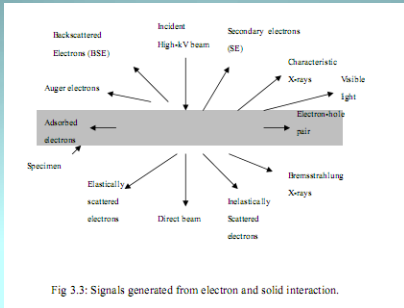 Backscattered
Electrons (BSE)
Incident
High-kV beam
Secondary electrons
(SE)
Characteristic
X-rays
Visible
light
Auger electrons
Adsorbed
electrons
Electron-hole
pair
Specimen
Elastically
scattered
electrons
Direct beam
Inelastically
Scattered
electrons
Bremsstrahlung
X-rays
Fig 3.3: Signals generated from electron and solid interaction.